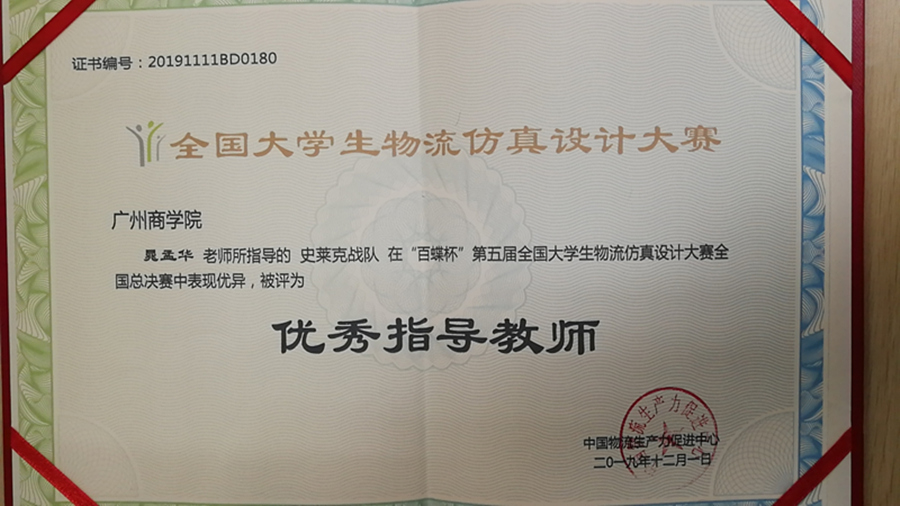 证书编号：20191111BD0180
全国大学生物流仿真设计大赛
广州商学院
晁孟华 老师所指导的 史莱克战队 在“百蝶杯”第五届全国大学生物流仿真设计大赛全
国总决赛中表现优异，被评为
优秀指导教师
中国物流生产力促进中心
二0一九年十二月一日